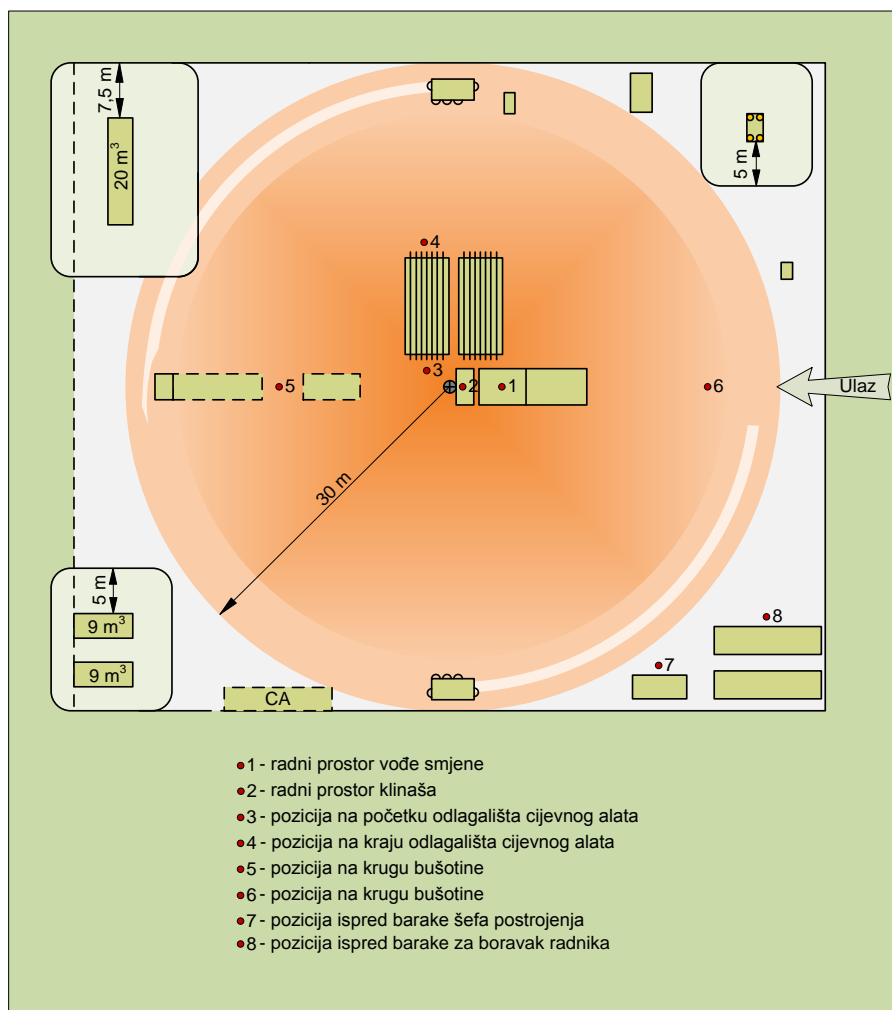 7,5 m
20 m³
5 m
4
3
5
2
1
6
Ulaz
30 m
5 m
9 m³
9 m³
CA
8
7
1 - radni prostor vođe smjene
2 - radni prostor klinaša
3 - pozicija na početku odlagališta cijevnog alata
4 - pozicija na kraju odlagališta cijevnog alata
5 - pozicija na krugu bušotine
6 - pozicija na krugu bušotine
7 - pozicija ispred barake šefa postrojenja
8 - pozicija ispred barake za boravak radnika